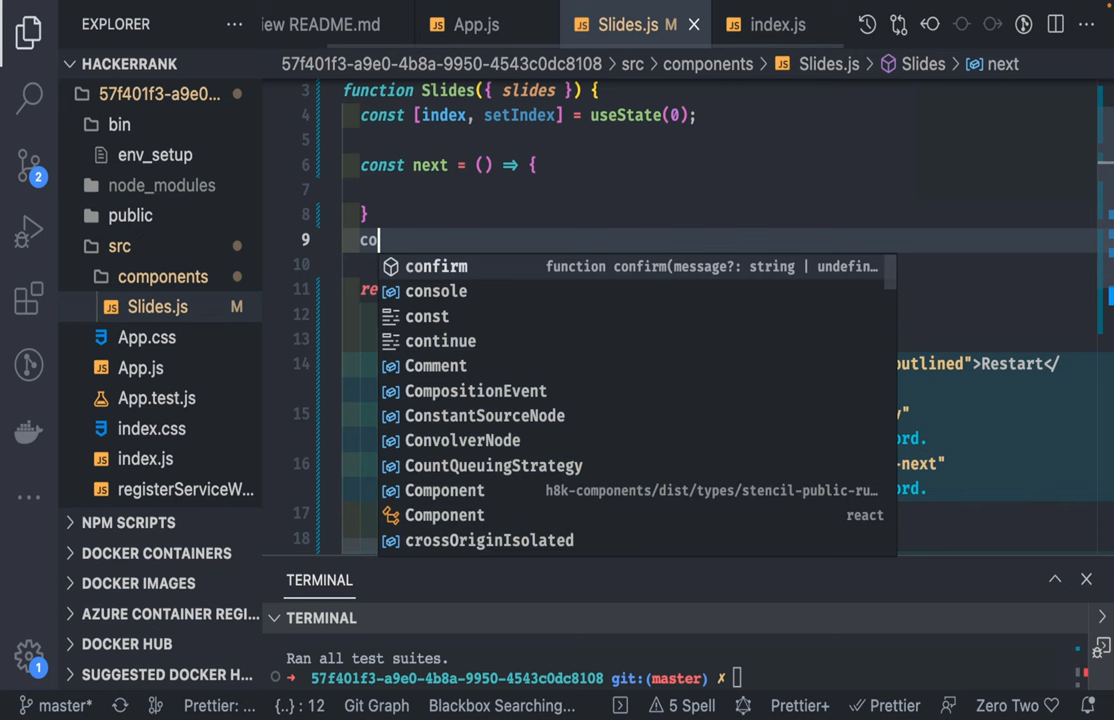 EXPLORER
iew README.md
App.js
Slides.js M
index.js
HACKERRANK
57f401f3-a9e0-4b8a-9950-4543c0dc8108 > src > components > Slides.js > Slides > next
57f401f3-a9e0...
bin
env_setup
node_modules
public
src
components
Slides.js M
App.css
App.js
App.test.js
index.css
index.js
registerServiceW...
NPM SCRIPTS
DOCKER CONTAINERS
DOCKER IMAGES
AZURE CONTAINER REGI...
DOCKER HUB
SUGGESTED DOCKER H...
2
1
3 function Slides({ slides }) {
4 const [index, setIndex] = useState(0);
5
6 const next = () ⇒ {
7
8 }
9 co
10
11 re
12
13
14 outlined">Restart</
15 y"
ord.
16 -next"
ord.
17
18
confirm function confirm(message?: string | undefin...
console
const
continue
Comment
CompositionEvent
ConstantSourceNode
ConvolverNode
CountQueuingStrategy
Component h8k-components/dist/types/stencil-public-ru...
Component react
crossOriginIsolated
TERMINAL
TERMINAL
Ran all test suites.
➜ 57f401f3-a9e0-4b8a-9950-4543c0dc8108 git:(master) ✗
master* Prettier: ... {..} : 12 Git Graph Blackbox Searching... 5 Spell Prettier+ Prettier Zero Two ♡